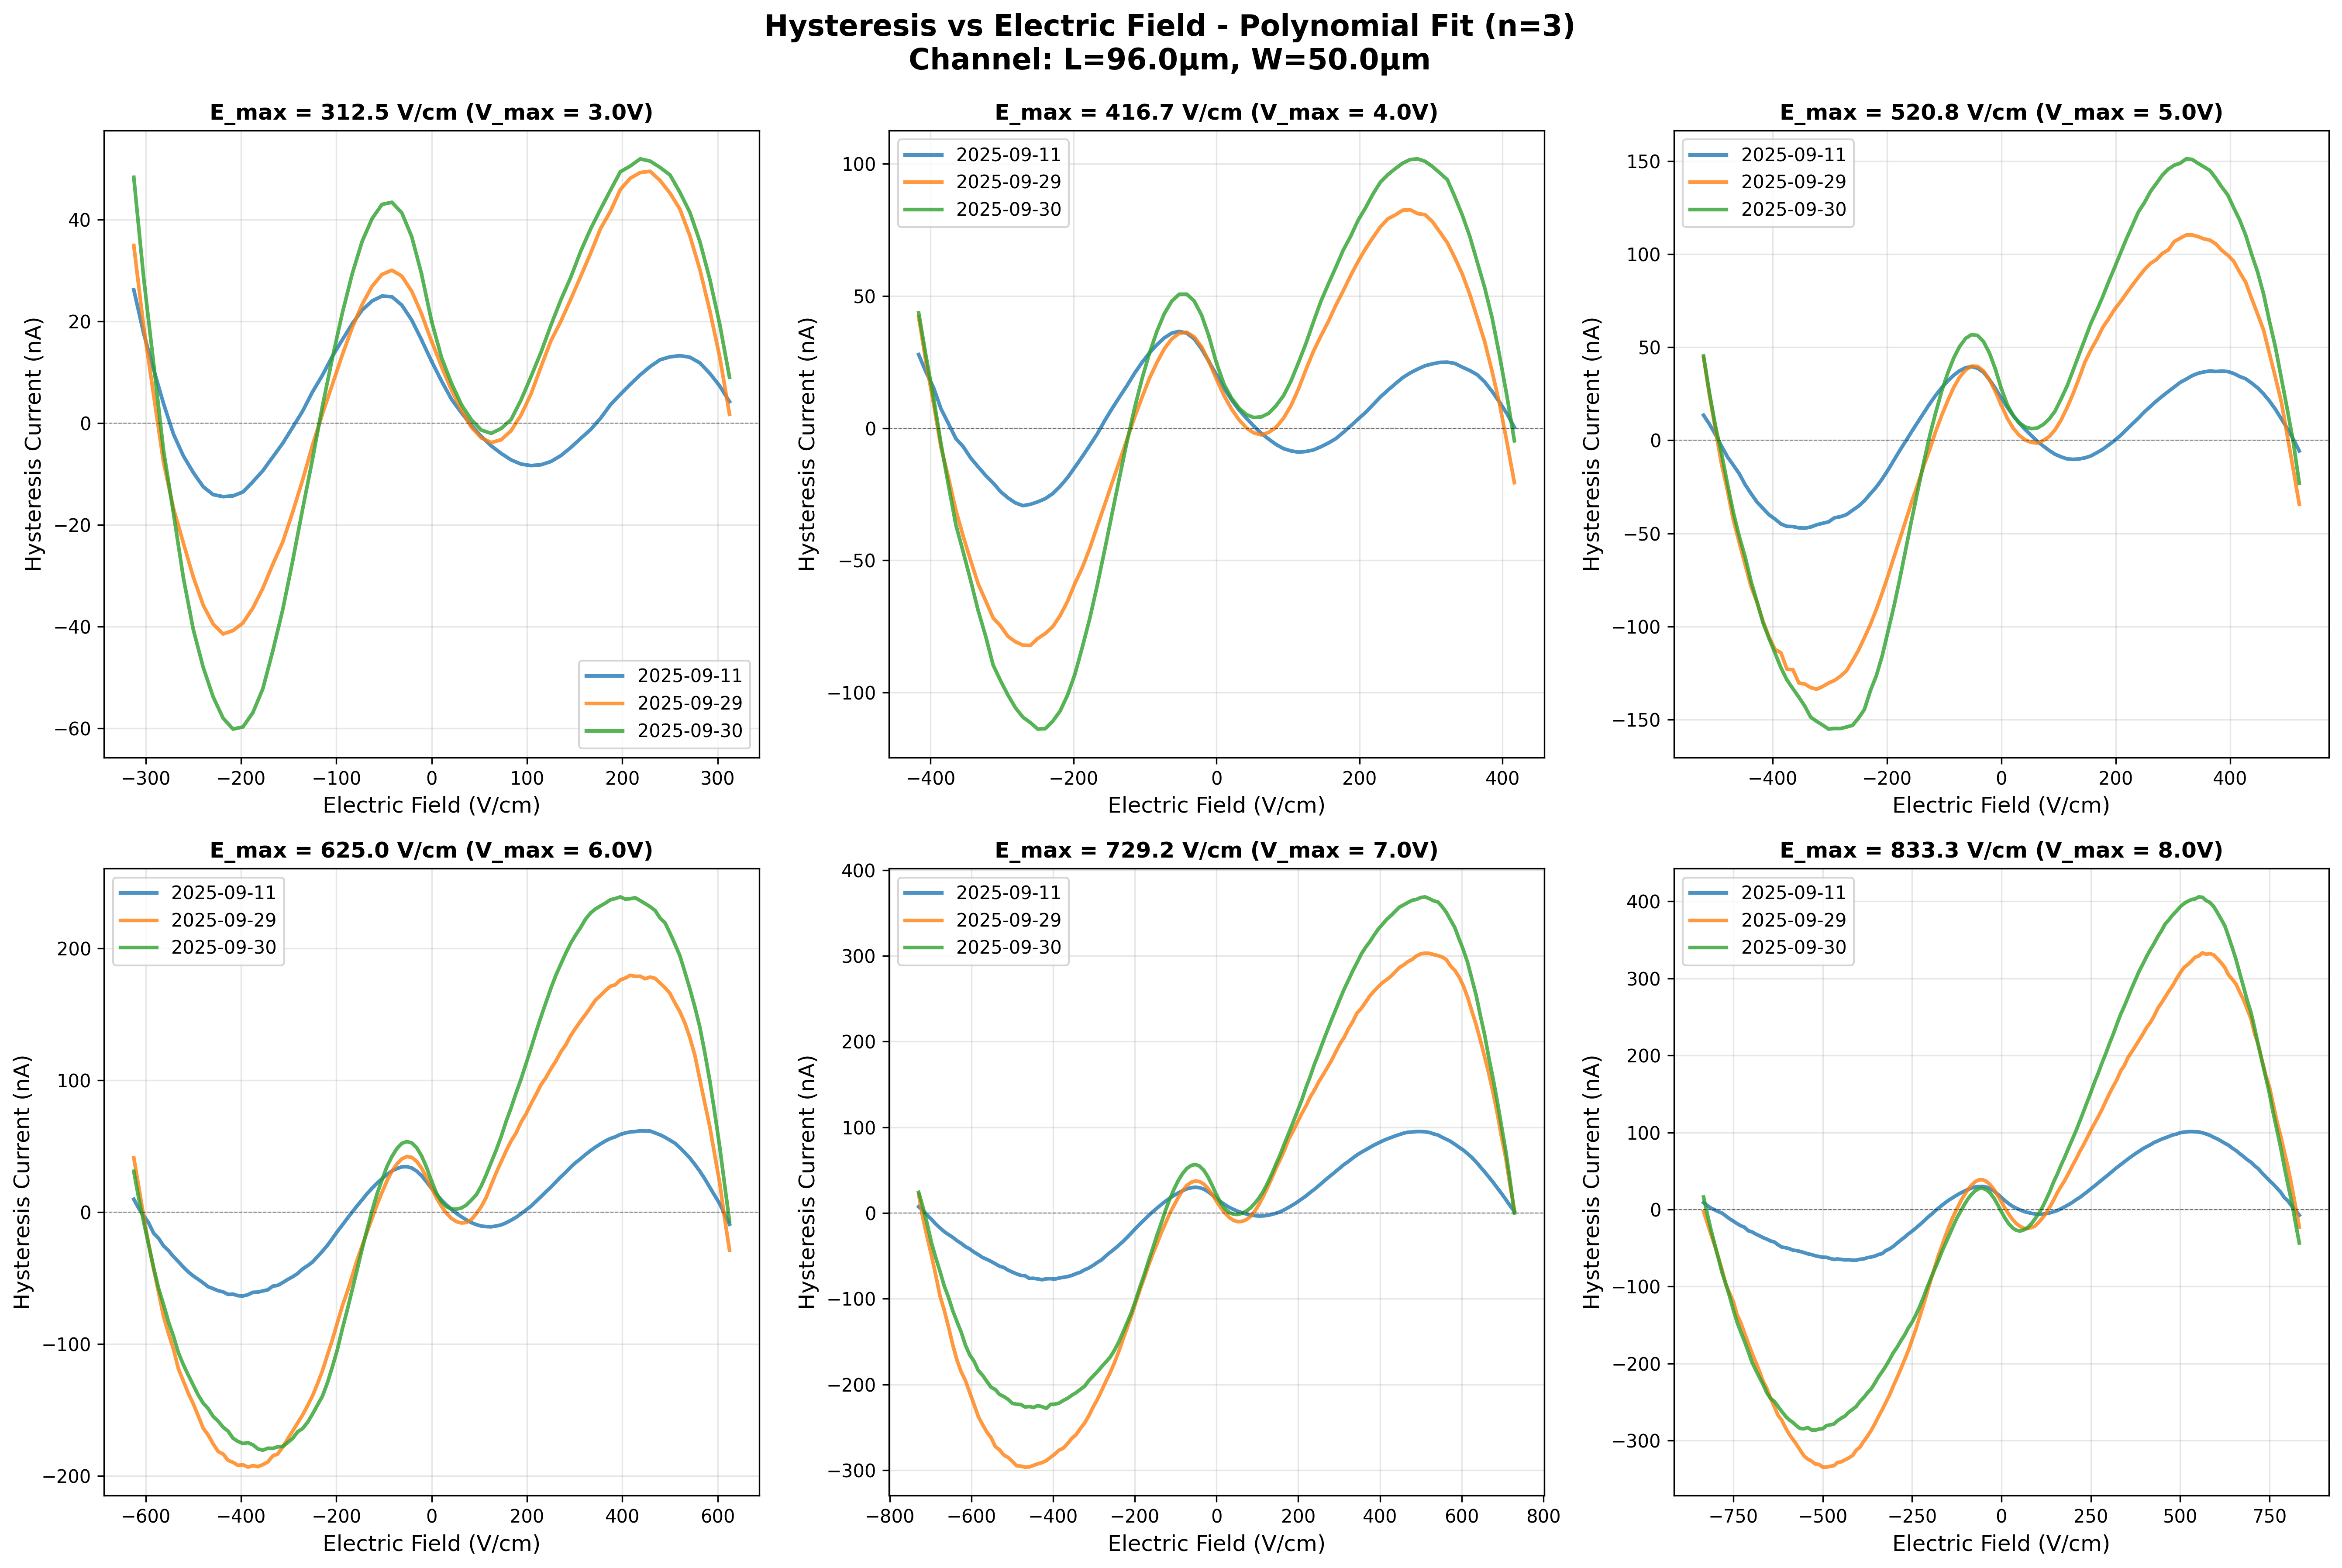 Hysteresis vs Electric Field - Polynomial Fit (n=3)
Channel: L=96.0μm, W=50.0μm
E_max = 312.5 V/cm (V_max = 3.0V)
Hysteresis Current (nA)
40
20
0
−20
−40
−60
2025-09-11
2025-09-29
2025-09-30
−300 −200 −100 0 100 200 300
Electric Field (V/cm)
E_max = 416.7 V/cm (V_max = 4.0V)
2025-09-11
2025-09-29
2025-09-30
Hysteresis Current (nA)
100
50
0
−50
−100
−400 −200 0 200 400
Electric Field (V/cm)
E_max = 520.8 V/cm (V_max = 5.0V)
2025-09-11
2025-09-29
2025-09-30
Hysteresis Current (nA)
150
100
50
0
−50
−100
−150
−400 −200 0 200 400
Electric Field (V/cm)
E_max = 625.0 V/cm (V_max = 6.0V)
2025-09-11
2025-09-29
2025-09-30
Hysteresis Current (nA)
200
100
0
−100
−200
−600 −400 −200 0 200 400 600
Electric Field (V/cm)
E_max = 729.2 V/cm (V_max = 7.0V)
2025-09-11
2025-09-29
2025-09-30
Hysteresis Current (nA)
400
300
200
100
0
−100
−200
−300
−800 −600 −400 −200 0 200 400 600 800
Electric Field (V/cm)
E_max = 833.3 V/cm (V_max = 8.0V)
2025-09-11
2025-09-29
2025-09-30
Hysteresis Current (nA)
400
300
200
100
0
−100
−200
−300
−750 −500 −250 0 250 500 750
Electric Field (V/cm)